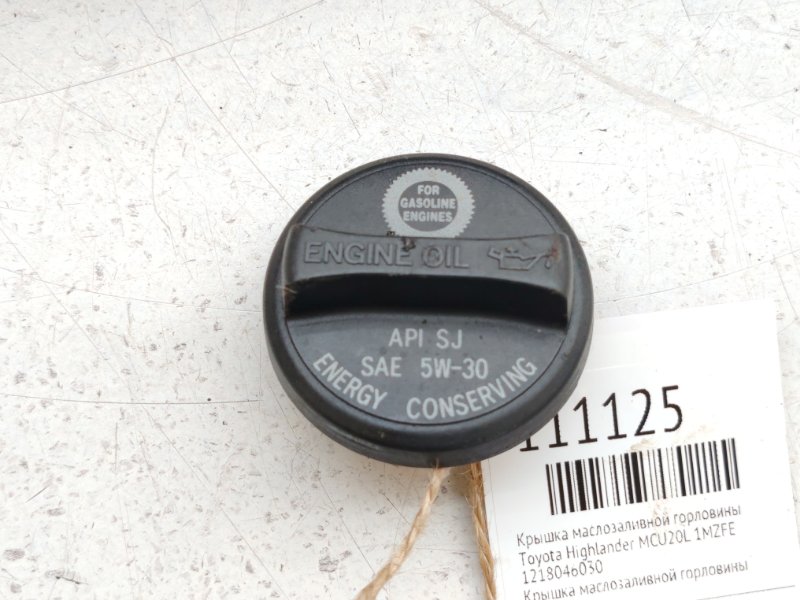 FOR
GASOLINE
ENGINES
ENGINE OIL
API SJ
SAE 5W-30
ENERGY CONSERVING
111125
Крышка маслозаливной горловины
Toyota Highlander MCU20L 1MZFE
1218046030
Крышка маслозаливной горловины